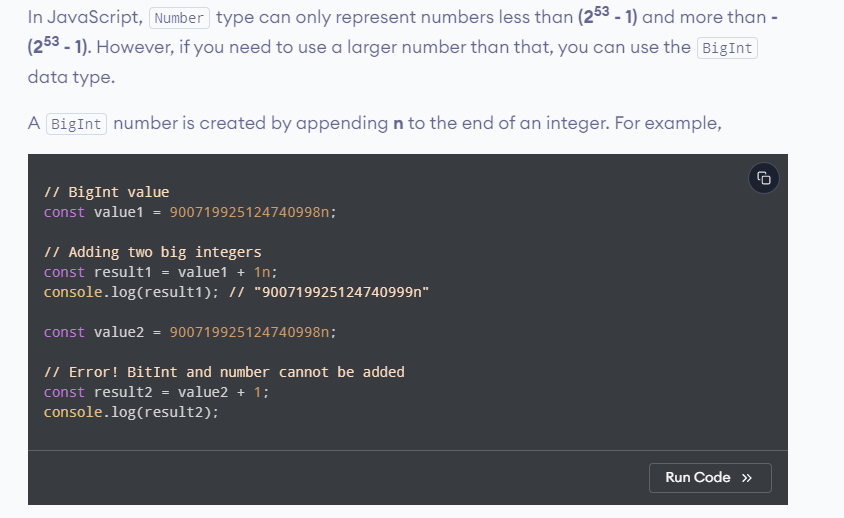 In JavaScript, Number type can only represent numbers less than (2⁵³ - 1) and more than -
(2⁵³ - 1). However, if you need to use a larger number than that, you can use the BigInt
data type.
A BigInt number is created by appending n to the end of an integer. For example,
// BigInt value
const value1 = 900719925124740998n;
// Adding two big integers
const result1 = value1 + 1n;
console.log(result1); // "900719925124740999n"
const value2 = 900719925124740998n;
// Error! BitInt and number cannot be added
const result2 = value2 + 1;
console.log(result2);
Run Code »